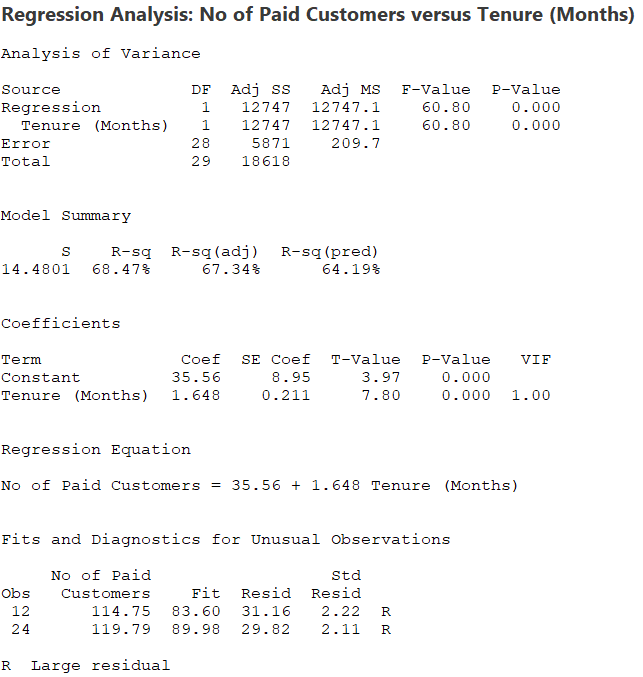 Regression Analysis: No of Paid Customers versus Tenure (Months)
Analysis of Variance
Source DF Adj SS Adj MS F-Value P-Value
Regression 1 12747 12747.1 60.80 0.000
Tenure (Months) 1 12747 12747.1 60.80 0.000
Error 28 5871 209.7
Total 29 18618
Model Summary
S R-sq R-sq(adj) R-sq(pred)
14.4801 68.47% 67.34% 64.19%
Coefficients
Term Coef SE Coef T-Value P-Value VIF
Constant 35.56 8.95 3.97 0.000
Tenure (Months) 1.648 0.211 7.80 0.000 1.00
Regression Equation
No of Paid Customers = 35.56 + 1.648 Tenure (Months)
Fits and Diagnostics for Unusual Observations
No of Paid Std
Obs Customers Fit Resid Resid
12 114.75 83.60 31.16 2.22 R
24 119.79 89.98 29.82 2.11 R
R Large residual